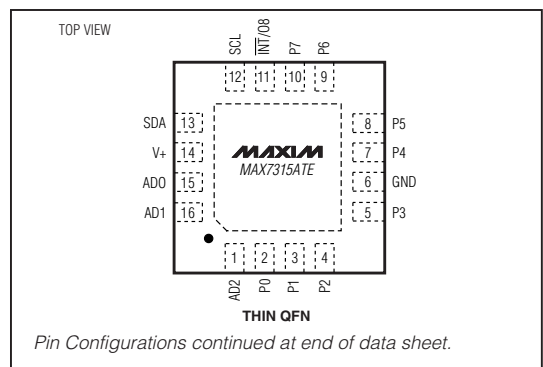 TOP VIEW
SCL
INT/O8
P7
P6
12
11
10
9
SDA 13
8 P5
V+ 14
MAXIM
7 P4
MAX7315ATE
AD0 15
6 GND
AD1 16
5 P3
1
2
3
4
AD2
P0
P1
P2
THIN QFN
Pin Configurations continued at end of data sheet.